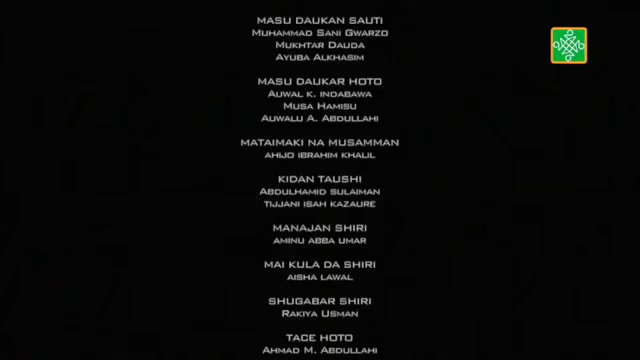 MASU DAUKAN SAUTI
MUHAMMAD SANI GWARZO
MUKHTAR DAUDA
AYUBA ALKHASIM
MASU DAUKAR HOTO
AUWAL K. INDABAWA
MUSA HAMISU
AUWALU A. ABDULLAHI
MATAIMAKI NA MUSAMMAN
AHIJO IBRAHIM KHALIL
KIDAN TAUSHI
ABDULHAMID SULAIMAN
TIJJANI ISAH KAZAURE
MANAJAN SHIRI
AMINU ABBA UMAR
MAI KULA DA SHIRI
AISHA LAWAL
SHUGABAR SHIRI
RAKIYA USMAN
TACE HOTO
AHMAD M. ABDULLAHI